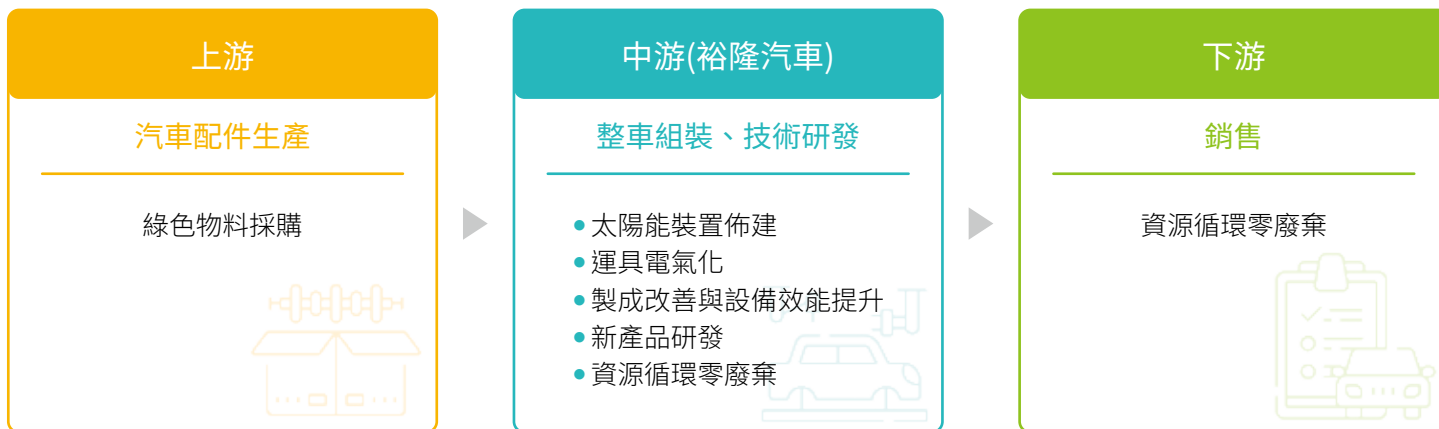 上游
汽車配件生產
綠色物料採購
中游(裕隆汽車)
整車組裝、技術研發
•太陽能裝置佈建
•運具電氣化
•製成改善與設備效能提升
•新產品研發
•資源循環零廢棄
下游
銷售
資源循環零廢棄